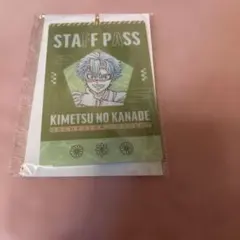 STAFF PASS
KIMETSU NO KANADE